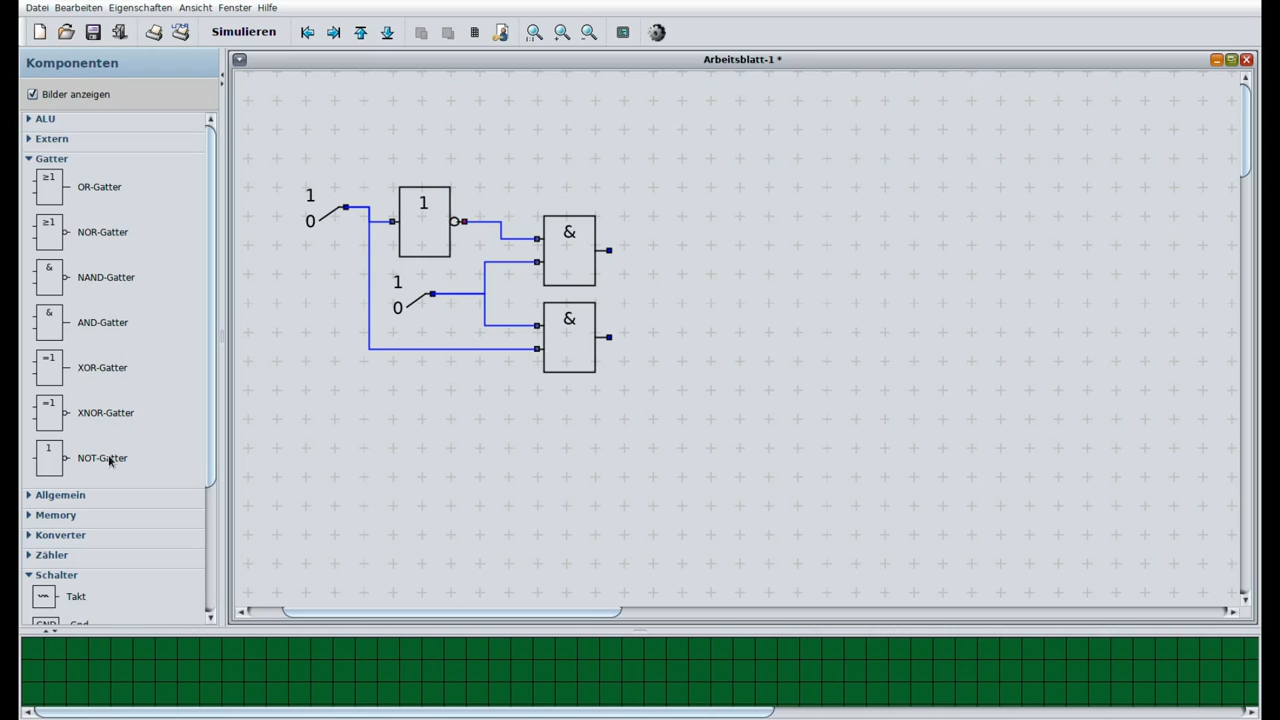 Datei Bearbeiten Eigenschaften Ansicht Fenster Hilfe
Simulieren
Komponenten
Arbeitsblatt-1 *
Bilder anzeigen
ALU
Extern
Gatter
≥1 OR-Gatter
≥1 NOR-Gatter
& NAND-Gatter
& AND-Gatter
=1 XOR-Gatter
=1 XNOR-Gatter
1 NOT-Gatter
Allgemein
Memory
Konverter
Zähler
Schalter
Takt
1
0
1
&
1
0
&